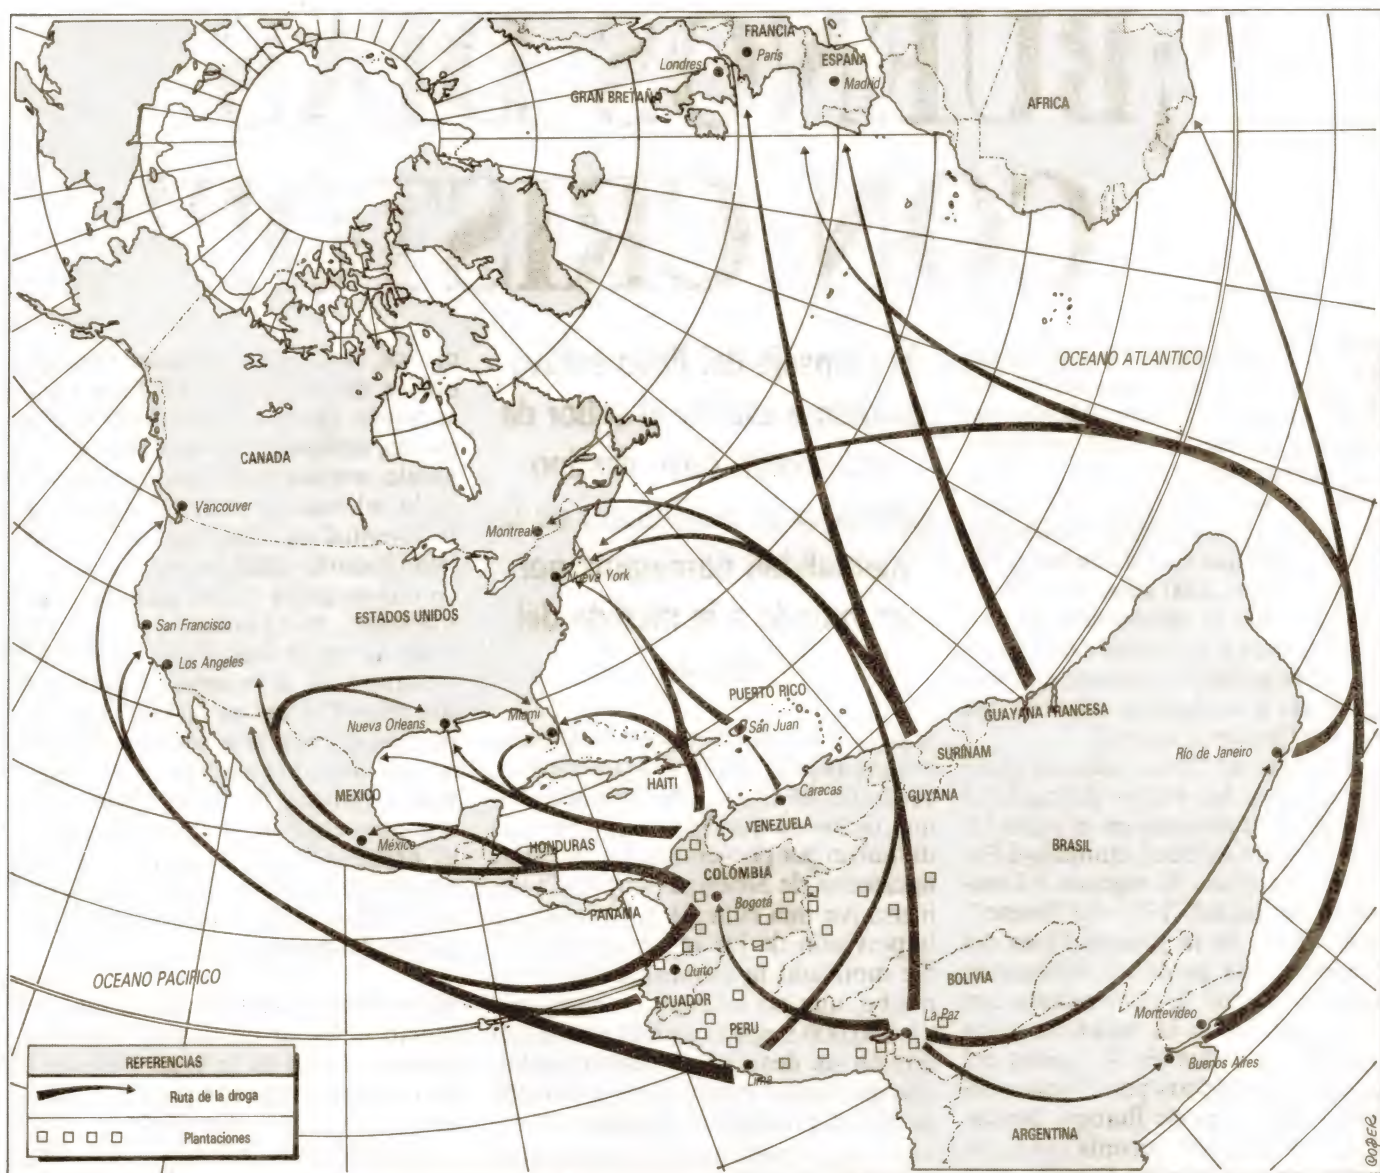 FRANCIA
París
Londres
ESPAÑA
Madrid
GRAN BRETAÑA
AFRICA
OCEANO ATLANTICO
CANADA
Vancouver
Montreal
Nueva York
ESTADOS UNIDOS
San Francisco
Los Angeles
PUERTO RICO
Nueva Orleans
Miami
San Juan
GUAYANA FRANCESA
SURÍNAM
Río de Janeiro
HAITI
MEXICO
Caracas
GUYANA
VENEZUELA
México
HONDURAS
BRASIL
COLÓMBIA
Bogotá
PANAMA
OCEANO PACIFICO
Quito
BOLIVIA
ECUADOR
La Paz
Montevideo
PERU
Buenos Aires
Lima
ARGENTINA
REFERENCIAS
Ruta de la droga
Plantaciones